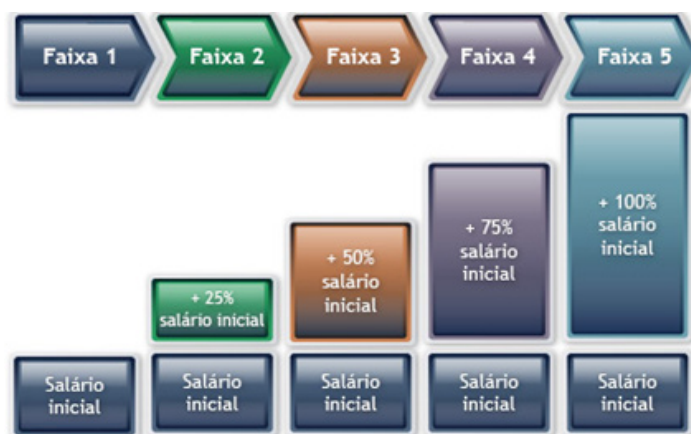 Faixa 1
Faixa 2
Faixa 3
Faixa 4
Faixa 5
+ 100%
salário
inicial
+ 75%
salário
inicial
+ 50%
salário
inicial
+ 25%
salário inicial
Salário
inicial
Salário
inicial
Salário
inicial
Salário
inicial
Salário
inicial